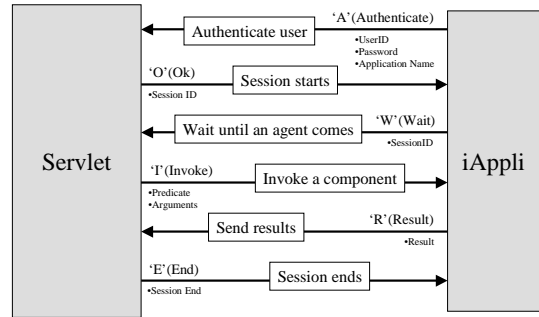 Servlet
iAppli
'A'(Authenticate)
Authenticate user
•UserID
•Password
•Application Name
'O'(Ok)
Session starts
•Session ID
'W'(Wait)
Wait until an agent comes
•SessionID
'I'(Invoke)
Invoke a component
•Predicate
•Arguments
Send results
'R'(Result)
•Result
'E'(End)
Session ends
•Session End